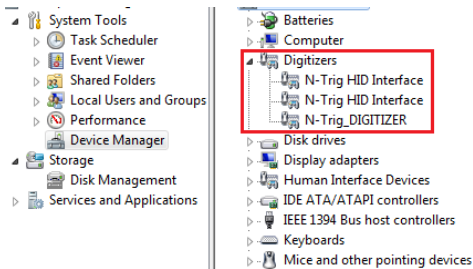 System Tools
Task Scheduler
Event Viewer
Shared Folders
Local Users and Groups
Performance
Device Manager
Storage
Disk Management
Services and Applications
Batteries
Computer
Digitizers
N-Trig HID Interface
N-Trig HID Interface
N-Trig_DIGITIZER
Disk drives
Display adapters
Human Interface Devices
IDE ATA/ATAPI controllers
IEEE 1394 Bus host controllers
Keyboards
Mice and other pointing devices